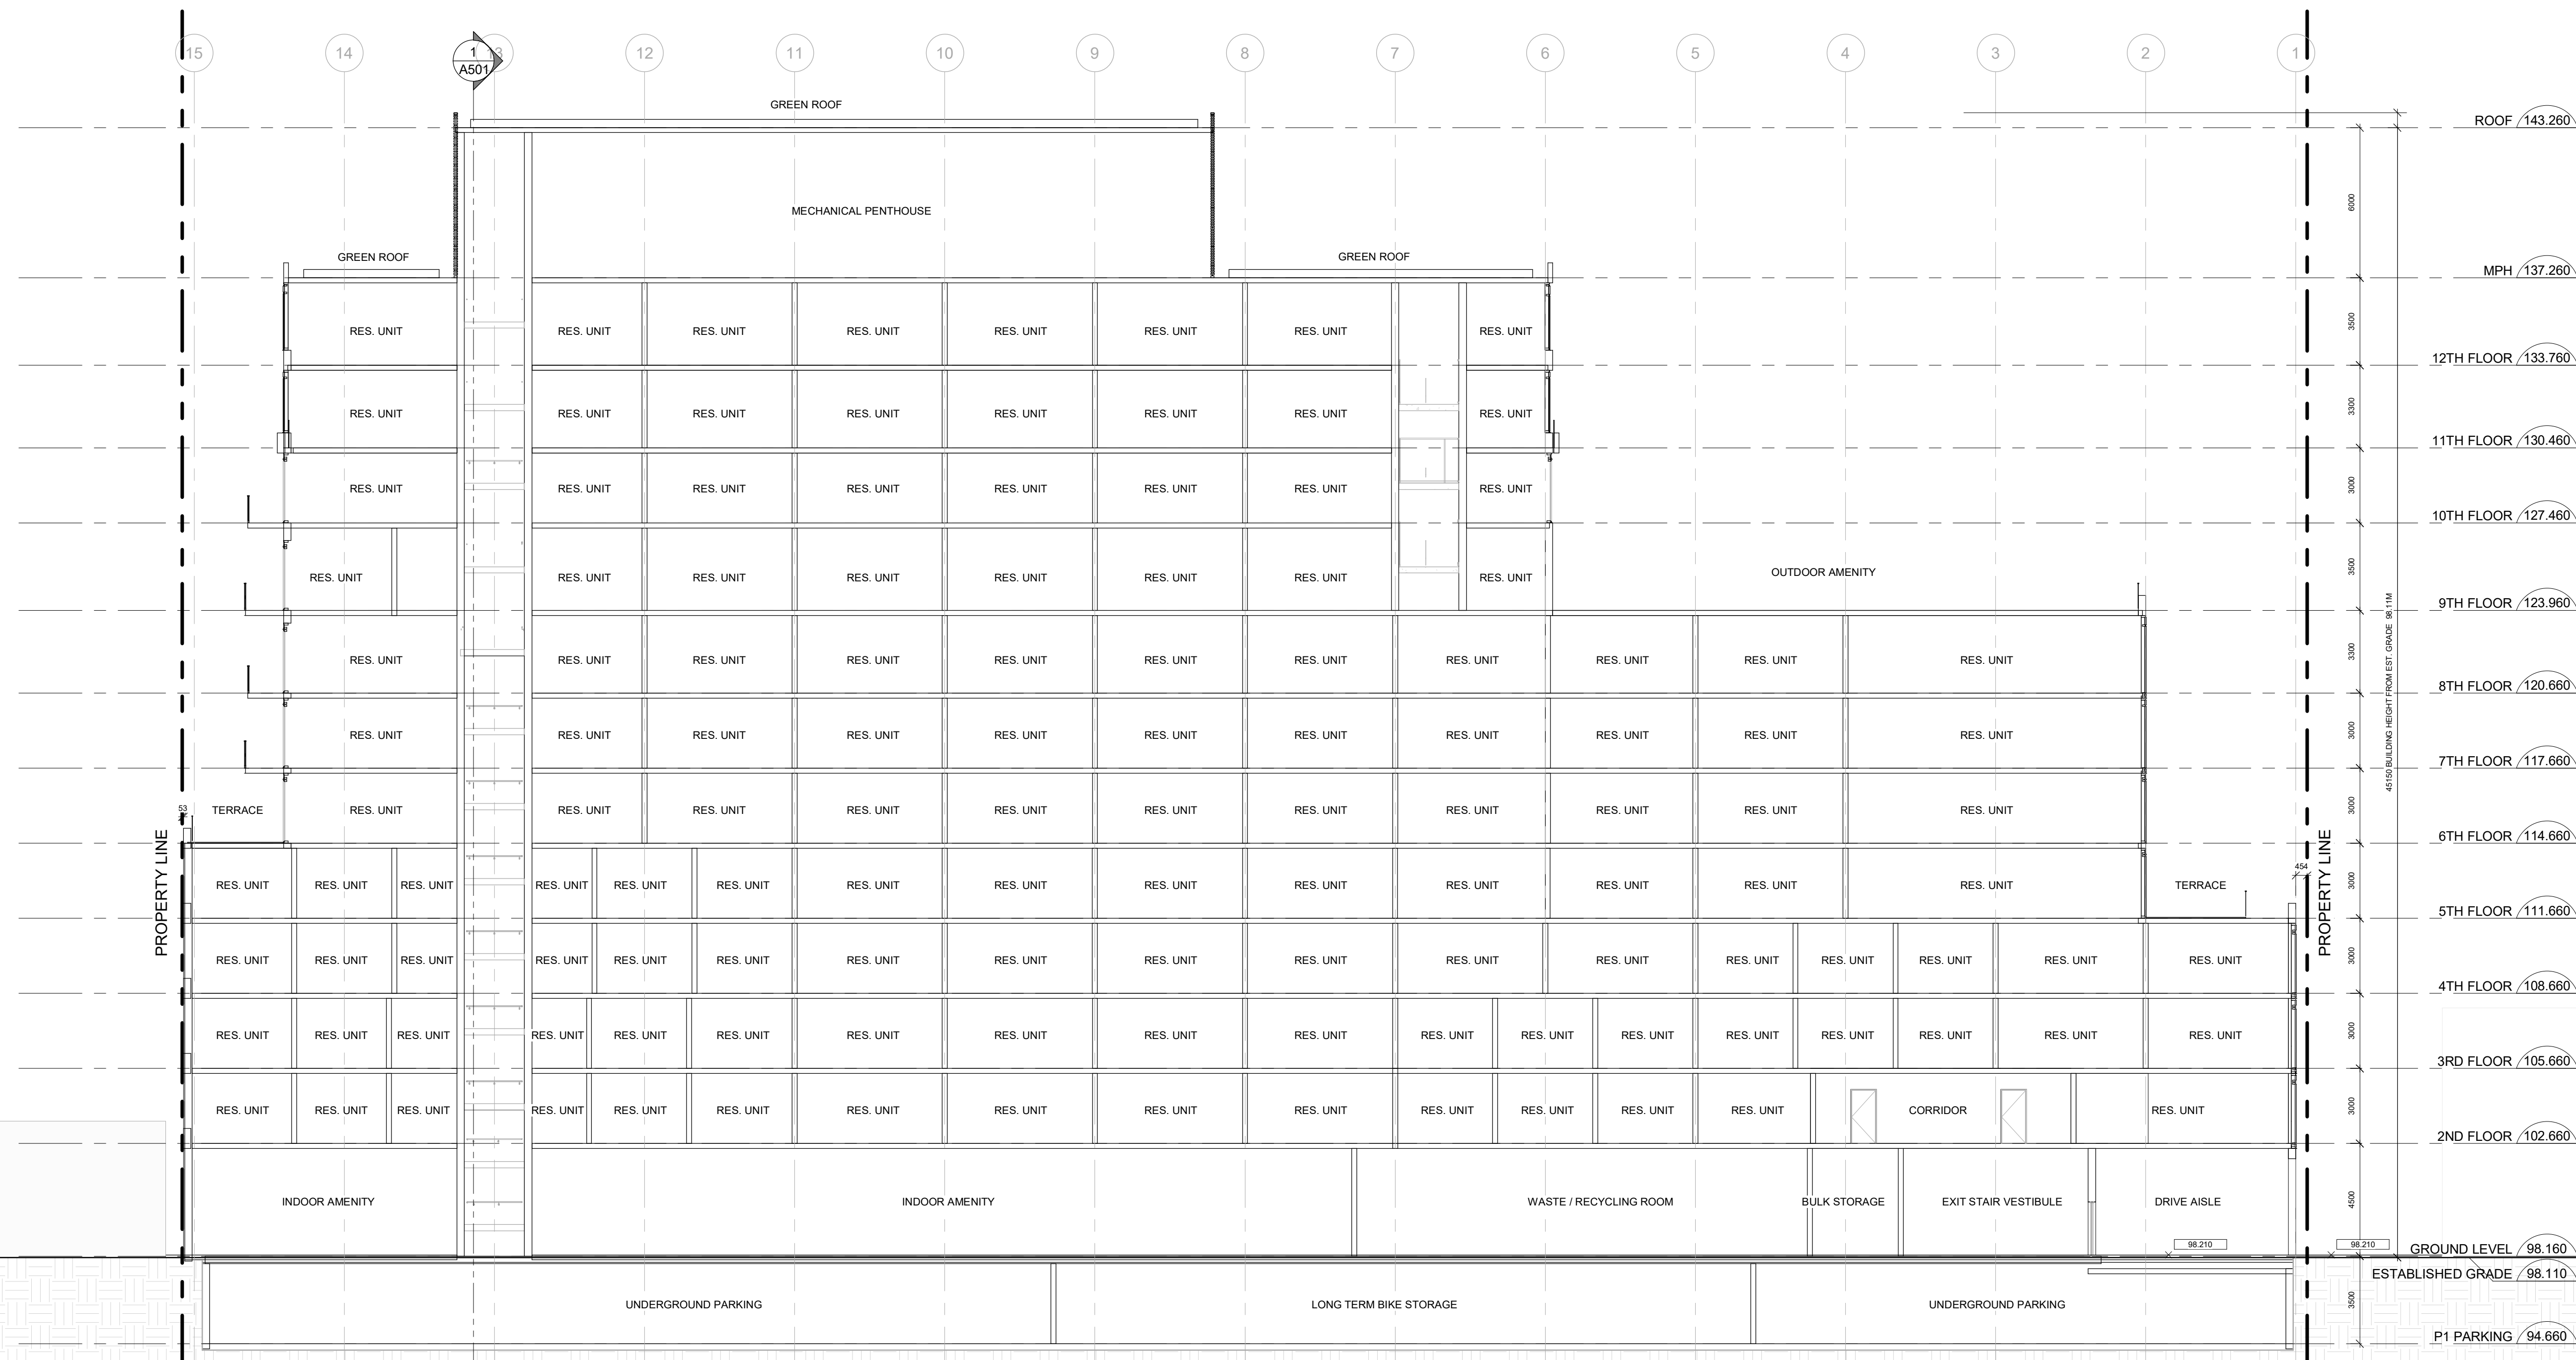 15 14 1 13 12 11 10 9 8 7 6 5 4 3 2 1
A501
GREEN ROOF
ROOF 143.260
6000
MECHANICAL PENTHOUSE
GREEN ROOF GREEN ROOF
MPH 137.260
3500
RES. UNIT RES. UNIT RES. UNIT RES. UNIT RES. UNIT RES. UNIT RES. UNIT RES. UNIT
12TH FLOOR 133.760
3300
RES. UNIT RES. UNIT RES. UNIT RES. UNIT RES. UNIT RES. UNIT RES. UNIT RES. UNIT
11TH FLOOR 130.460
3000
RES. UNIT RES. UNIT RES. UNIT RES. UNIT RES. UNIT RES. UNIT RES. UNIT RES. UNIT
10TH FLOOR 127.460
3500
OUTDOOR AMENITY
RES. UNIT RES. UNIT RES. UNIT RES. UNIT RES. UNIT RES. UNIT RES. UNIT RES. UNIT
9TH FLOOR 123.960
45150 BUILDING HEIGHT FROM EST. GRADE 98.11M
3300
RES. UNIT RES. UNIT RES. UNIT RES. UNIT RES. UNIT RES. UNIT RES. UNIT RES. UNIT RES. UNIT RES. UNIT RES. UNIT
8TH FLOOR 120.660
3000
RES. UNIT RES. UNIT RES. UNIT RES. UNIT RES. UNIT RES. UNIT RES. UNIT RES. UNIT RES. UNIT RES. UNIT RES. UNIT
7TH FLOOR 117.660
3000
53
TERRACE RES. UNIT RES. UNIT RES. UNIT RES. UNIT RES. UNIT RES. UNIT RES. UNIT RES. UNIT RES. UNIT RES. UNIT RES. UNIT
6TH FLOOR 114.660
PROPERTY LINE
PROPERTY LINE
454
3000
RES. UNIT RES. UNIT RES. UNIT RES. UNIT RES. UNIT RES. UNIT RES. UNIT RES. UNIT RES. UNIT RES. UNIT RES. UNIT RES. UNIT RES. UNIT RES. UNIT TERRACE
5TH FLOOR 111.660
3000
RES. UNIT RES. UNIT RES. UNIT RES. UNIT RES. UNIT RES. UNIT RES. UNIT RES. UNIT RES. UNIT RES. UNIT RES. UNIT RES. UNIT RES. UNIT RES. UNIT RES. UNIT RES. UNIT RES. UNIT
4TH FLOOR 108.660
3000
RES. UNIT RES. UNIT RES. UNIT RES. UNIT RES. UNIT RES. UNIT RES. UNIT RES. UNIT RES. UNIT RES. UNIT RES. UNIT RES. UNIT RES. UNIT RES. UNIT RES. UNIT RES. UNIT RES. UNIT RES. UNIT
3RD FLOOR 105.660
3000
RES. UNIT RES. UNIT RES. UNIT RES. UNIT RES. UNIT RES. UNIT RES. UNIT RES. UNIT RES. UNIT RES. UNIT RES. UNIT RES. UNIT RES. UNIT RES. UNIT CORRIDOR RES. UNIT
2ND FLOOR 102.660
4500
INDOOR AMENITY INDOOR AMENITY WASTE / RECYCLING ROOM BULK STORAGE EXIT STAIR VESTIBULE DRIVE AISLE
98.210 98.210
GROUND LEVEL 98.160
ESTABLISHED GRADE 98.110
3500
UNDERGROUND PARKING LONG TERM BIKE STORAGE UNDERGROUND PARKING
P1 PARKING 94.660